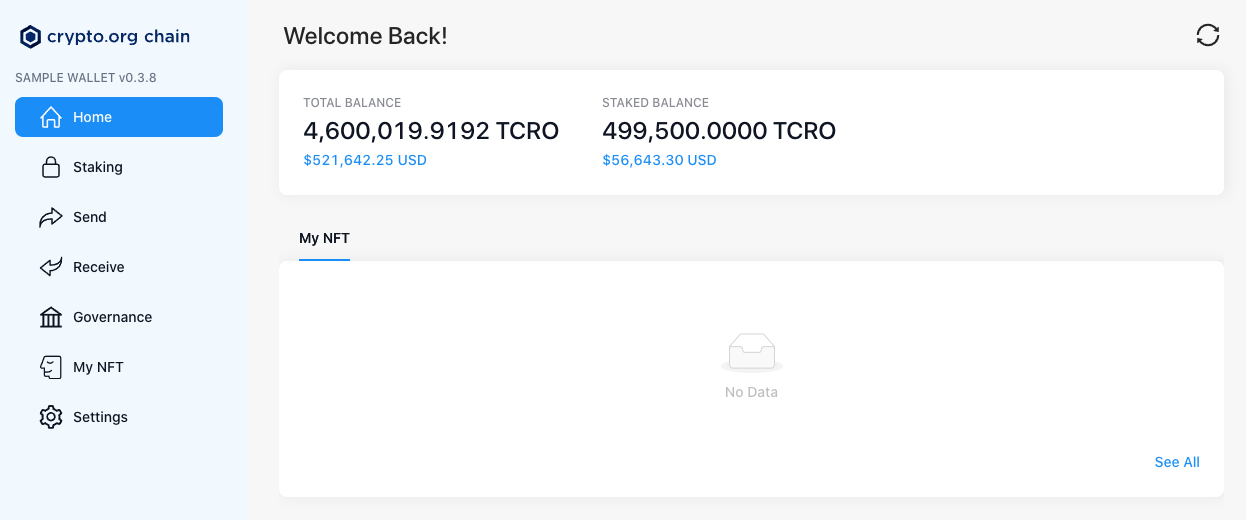 crypto.org chain
SAMPLE WALLET v0.3.8
Home
Staking
Send
Receive
Governance
My NFT
Settings
Welcome Back!
TOTAL BALANCE
4,600,019.9192 TCRO
$521,642.25 USD
STAKED BALANCE
499,500.0000 TCRO
$56,643.30 USD
My NFT
No Data
See All